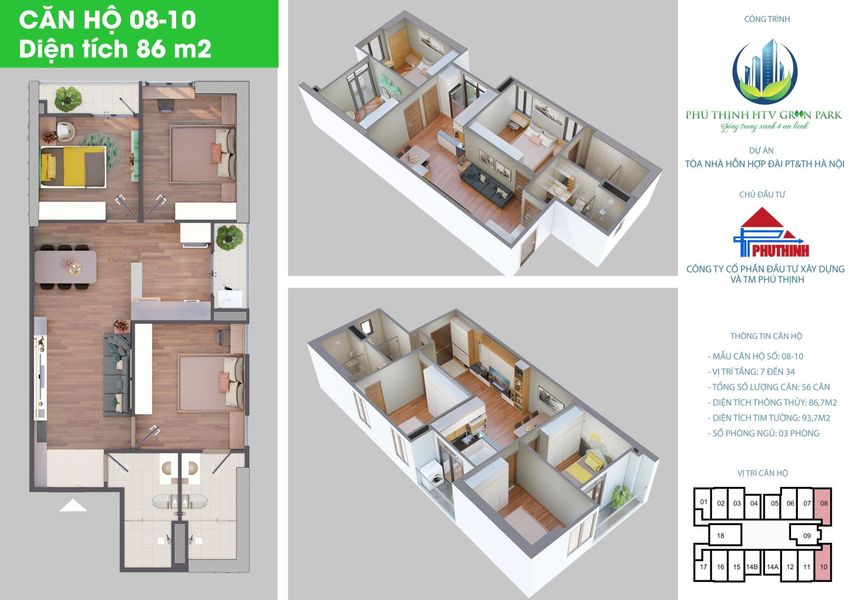 CĂN HỘ 08-10
Diện tích 86 m2
CÔNG TRÌNH
PHÚ THỊNH HTV GREEN PARK
Sống trong xanh ở an lành
DỰ ÁN
TÒA NHÀ HỖN HỢP ĐÀI PT&TH HÀ NỘI
CHỦ ĐẦU TƯ
PHUTHINH
CÔNG TY CỔ PHẦN ĐẦU TƯ XÂY DỰNG
VÀ TM PHÚ THỊNH
THÔNG TIN CĂN HỘ
- MẪU CĂN HỘ SỐ: 08-10
- VỊ TRÍ TẦNG: 7 ĐẾN 34
- TỔNG SỐ LƯỢNG CĂN: 56 CĂN
- DIỆN TÍCH THÔNG THỦY: 86,7M2
- DIỆN TÍCH TIM TƯỜNG: 93,7M2
- SỐ PHÒNG NGỦ: 03 PHÒNG
VỊ TRÍ CĂN HỘ
01 02 03 04 05 06 07 08
18 09
17 16 15 14B 14A 12 11 10